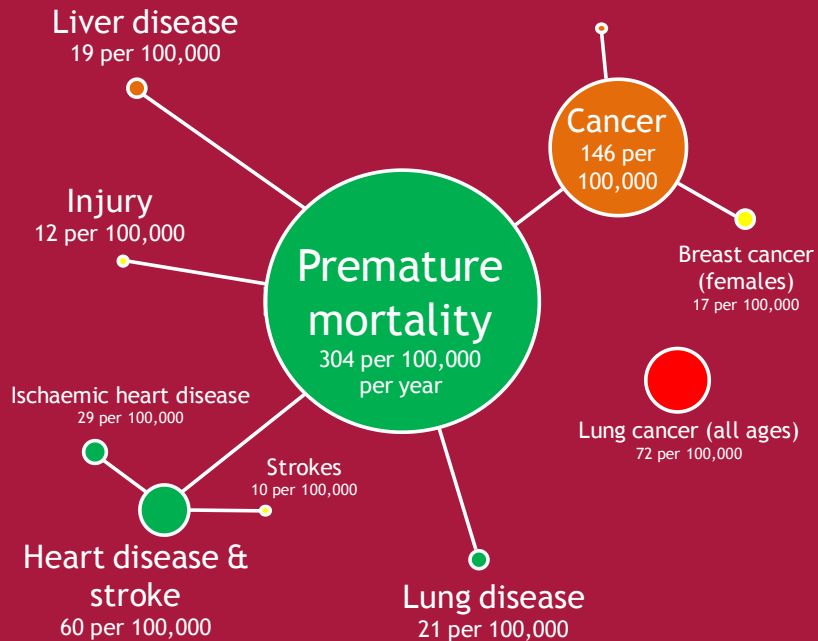 Liver disease
19 per 100,000
Cancer
146 per
100,000
Injury
12 per 100,000
Breast cancer
(females)
17 per 100,000
Premature
mortality
304 per 100,000
per year
Ischaemic heart disease
29 per 100,000
Lung cancer (all ages)
72 per 100,000
Strokes
10 per 100,000
Heart disease &
stroke
60 per 100,000
Lung disease
21 per 100,000